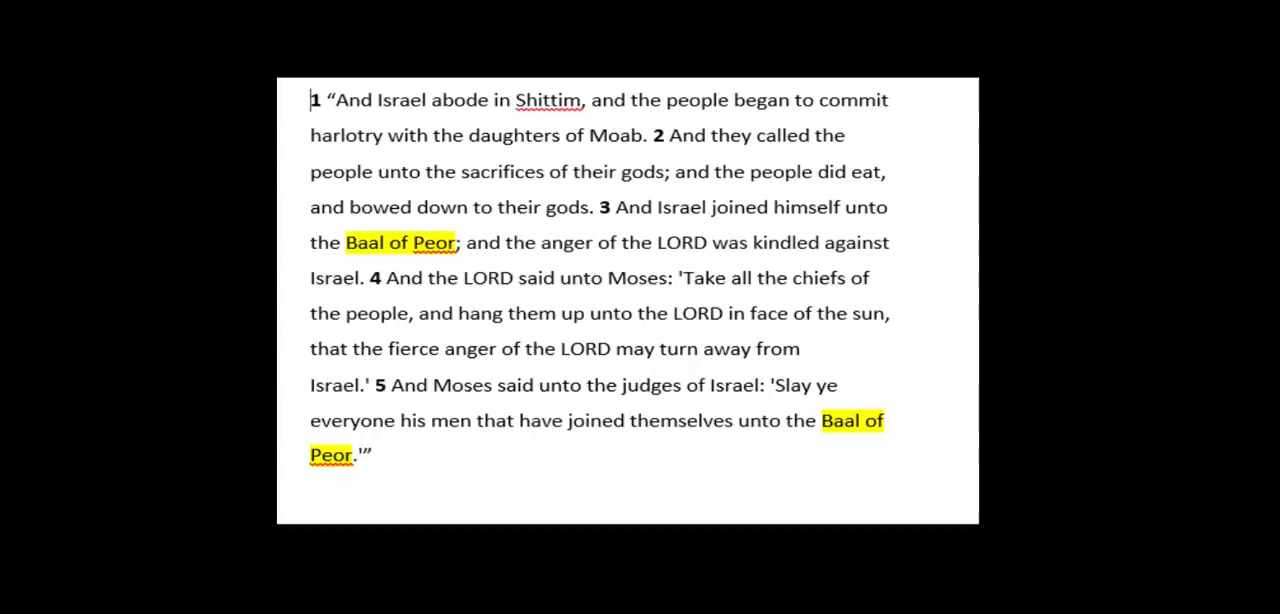 1 “And Israel abode in Shittim, and the people began to commit
harlotry with the daughters of Moab. 2 And they called the
people unto the sacrifices of their gods; and the people did eat,
and bowed down to their gods. 3 And Israel joined himself unto
the Baal of Peor; and the anger of the LORD was kindled against
Israel. 4 And the LORD said unto Moses: 'Take all the chiefs of
the people, and hang them up unto the LORD in face of the sun,
that the fierce anger of the LORD may turn away from
Israel.' 5 And Moses said unto the judges of Israel: 'Slay ye
everyone his men that have joined themselves unto the Baal of
Peor.'”